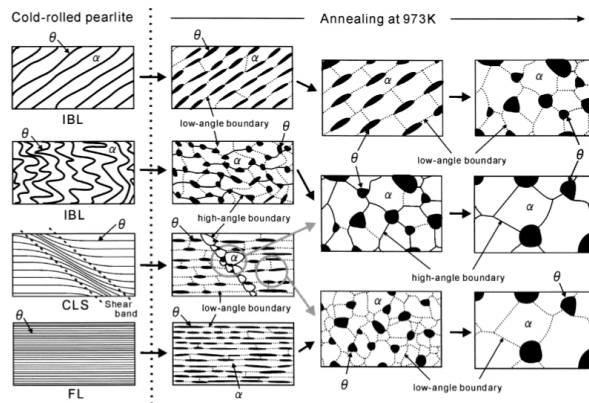 Cold-rolled pearlite
Annealing at 973K
θ
α
IBL
θ
α
low-angle boundary
θ
low-angle boundary
α
θ
θ
α
IBL
θ
α
high-angle boundary
α
high-angle boundary
α
θ
CLS
Shear band
θ
α
low-angle boundary
θ
FL
θ
α
α
θ
low-angle boundary
θ
α